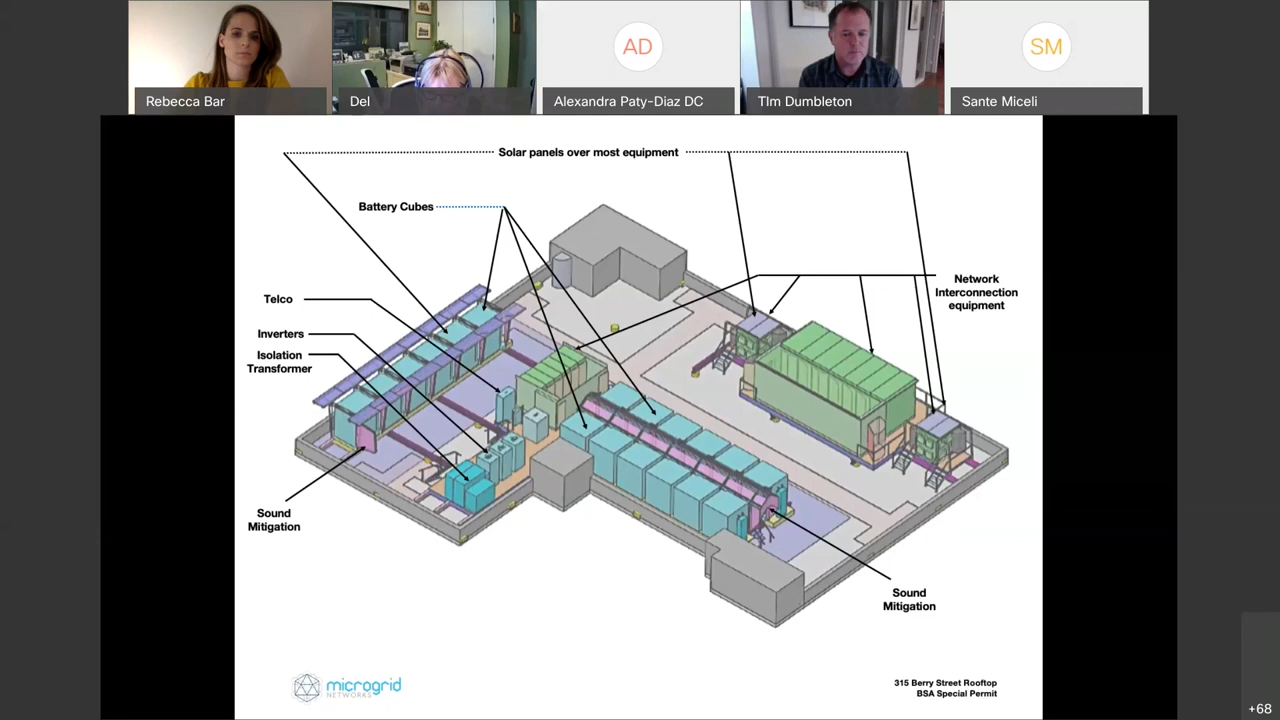 Rebecca Bar
Del
AD
Alexandra Paty-Diaz DC
TIm Dumbleton
SM
Sante Miceli
Solar panels over most equipment
Battery Cubes
Network
Interconnection
equipment
Telco
Inverters
Isolation
Transformer
Sound
Mitigation
Sound
Mitigation
microgrid
NETWORKS
315 Berry Street Rooftop
BSA Special Permit
+68